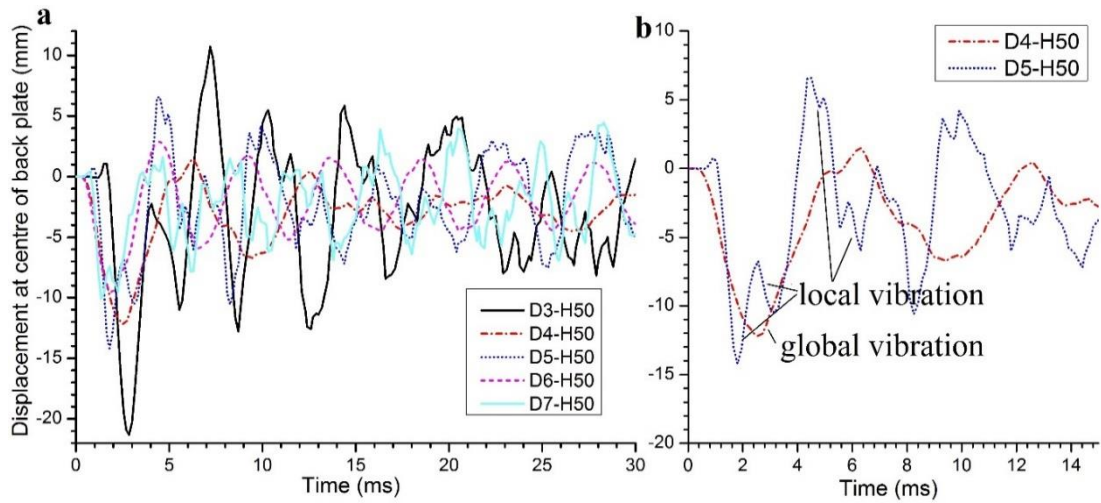 a
Displacement at centre of back plate (mm)
10
5
0
-5
-10
-15
-20
0
5
10
15
20
25
30
Time (ms)
D3-H50
D4-H50
D5-H50
D6-H50
D7-H50
b
D4-H50
D5-H50
10
5
0
-5
-10
-15
-20
0
2
4
6
8
10
12
14
Time (ms)
local vibration
global vibration